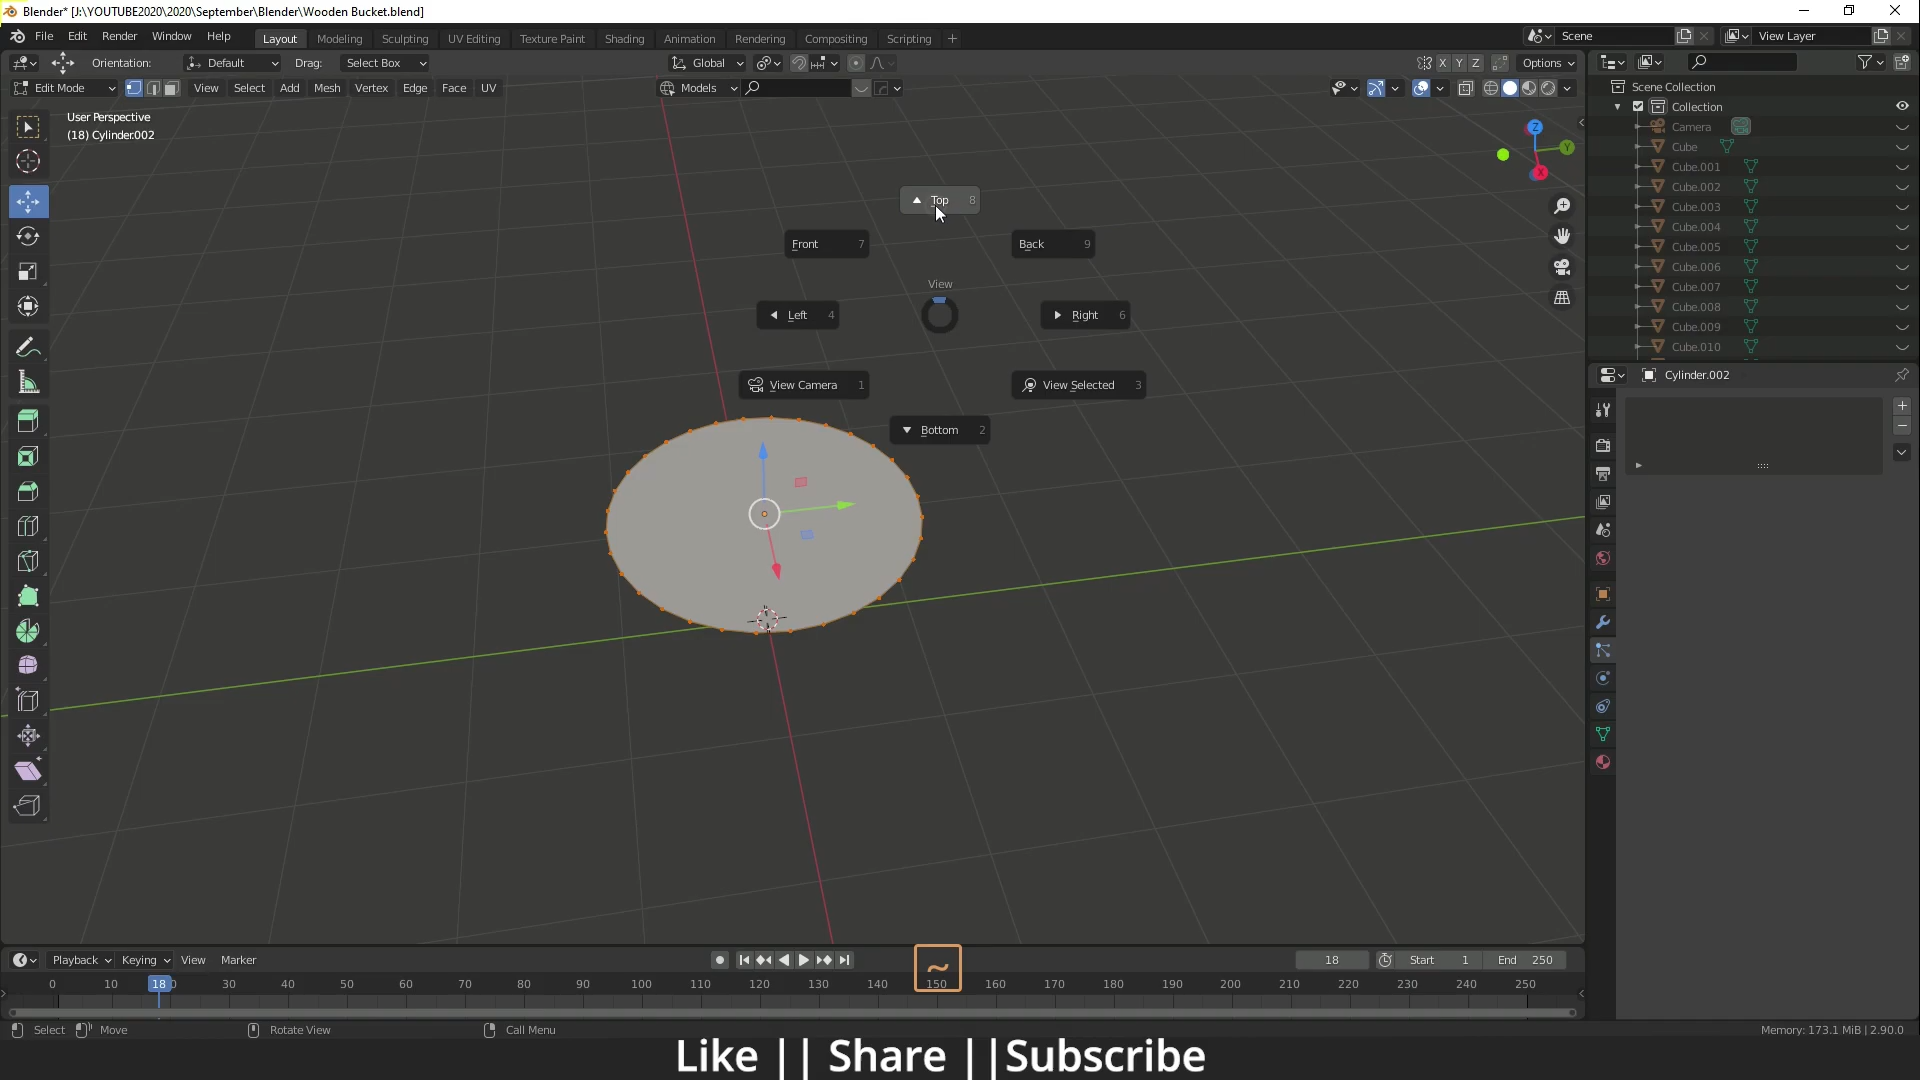 Blender* [J:\YOUTUBE2020\2020\September\Blender\Wooden Bucket.blend]
File Edit Render Window Help Layout Modeling Sculpting UV Editing Texture Paint Shading Animation Rendering Compositing Scripting + Scene View Layer
Orientation: Default Drag: Select Box Global X Y Z Options
Edit Mode View Select Add Mesh Vertex Edge Face UV Models
User Perspective
(18) Cylinder.002
Z
Y
X
Top 8
Front 7
Back 9
View
Left 4
Right 6
View Camera 1
View Selected 3
Bottom 2
Scene Collection
Collection
Camera
Cube
Cube.001
Cube.002
Cube.003
Cube.004
Cube.005
Cube.006
Cube.007
Cube.008
Cube.009
Cube.010
Cylinder.002
Playback Keying View Marker ~ 18 Start 1 End 250
0 10 18 30 40 50 60 70 80 90 100 110 120 130 140 150 160 170 180 190 200 210 220 230 240 250
Select Move Rotate View Call Menu Memory: 173.1 MiB | 2.90.0
Like || Share ||Subscribe